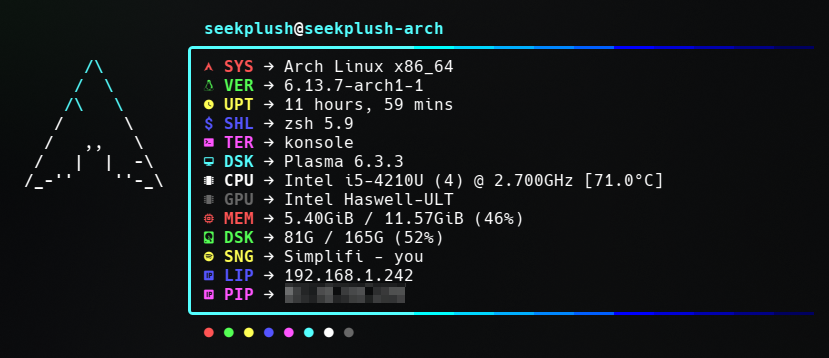 seekplush@seekplush-arch
SYS → Arch Linux x86_64
VER → 6.13.7-arch1-1
UPT → 11 hours, 59 mins
SHL → zsh 5.9
TER → konsole
DSK → Plasma 6.3.3
CPU → Intel i5-4210U (4) @ 2.700GHz [71.0°C]
GPU → Intel Haswell-ULT
MEM → 5.40GiB / 11.57GiB (46%)
DSK → 81G / 165G (52%)
SNG → Simplifi - you
LIP → 192.168.1.242
PIP →